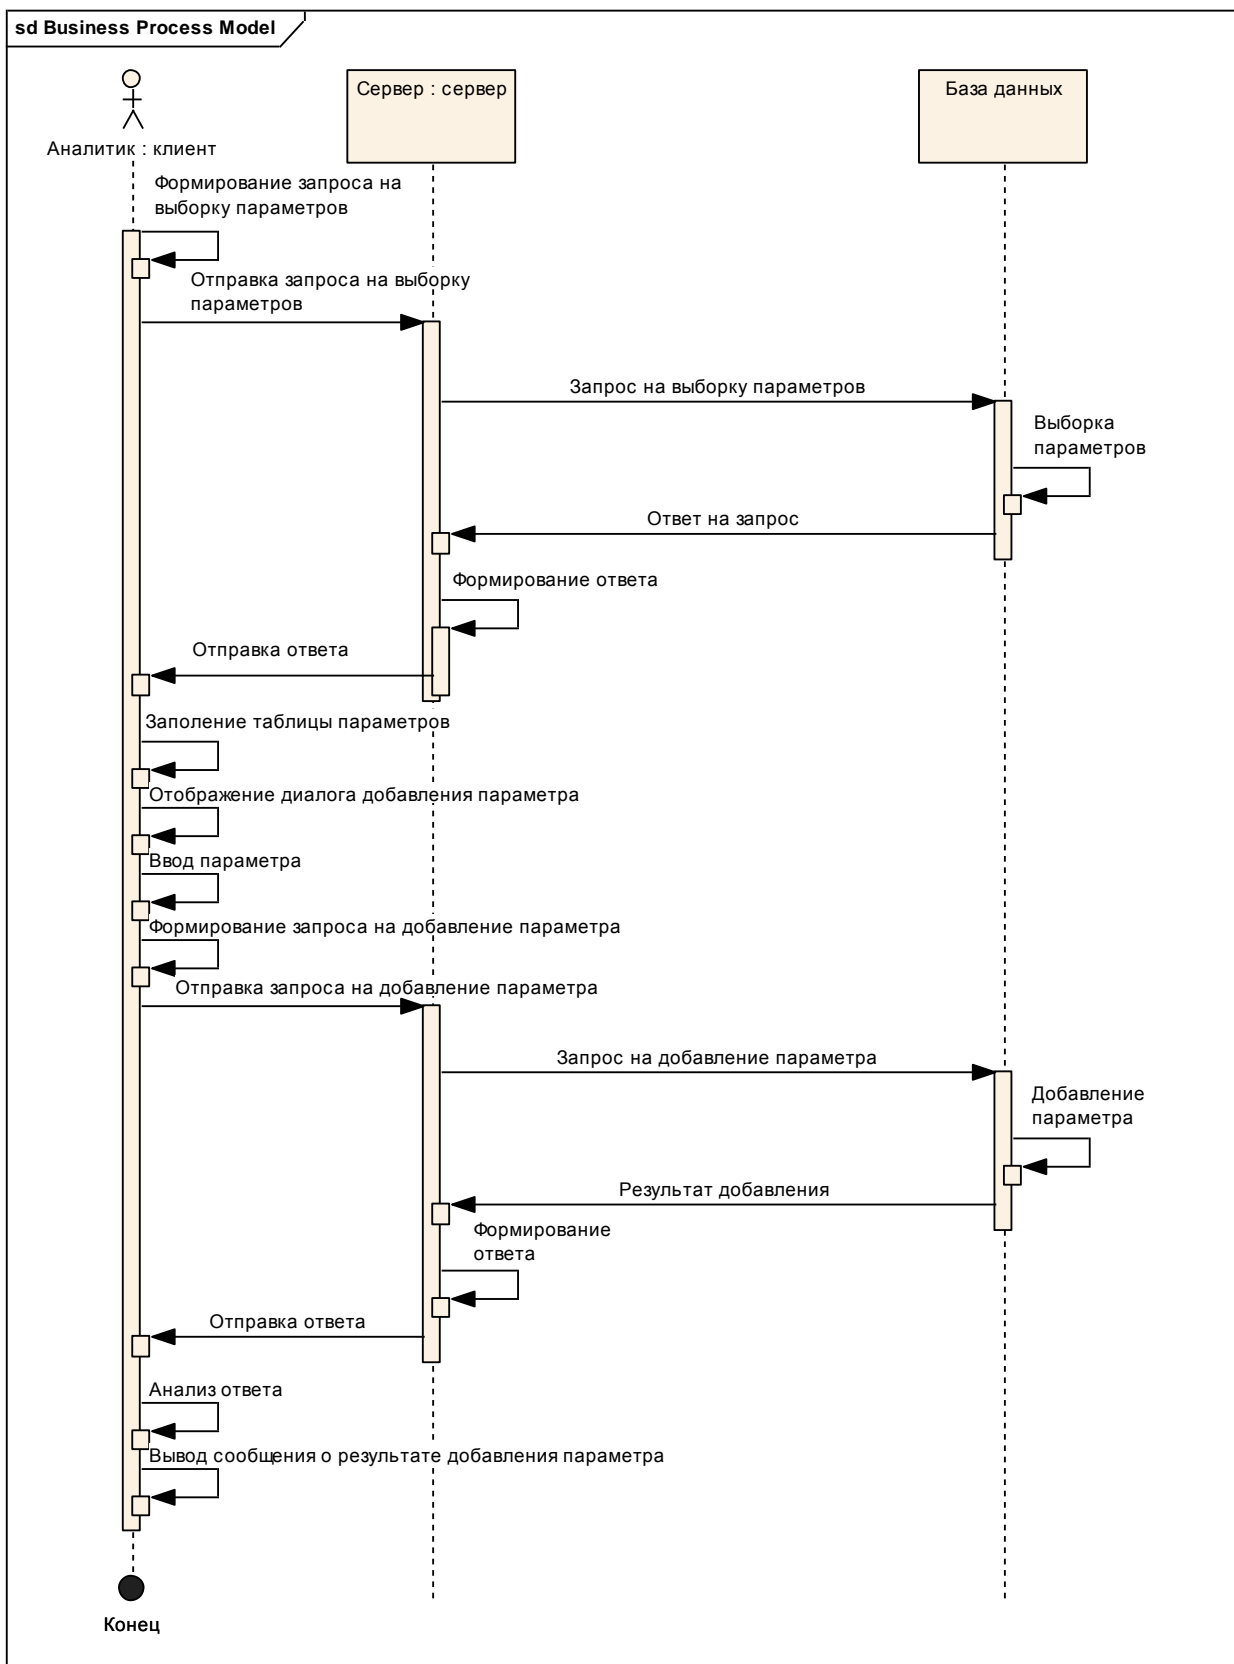 sd Business Process Model
Сервер : сервер
База данных
Аналитик : клиент
Формирование запроса на
выборку параметров
Отправка запроса на выборку
параметров
Запрос на выборку параметров
Выборка
параметров
Ответ на запрос
Формирование ответа
Отправка ответа
Заполение таблицы параметров
Отображение диалога добавления параметра
Ввод параметра
Формирование запроса на добавление параметра
Отправка запроса на добавление параметра
Запрос на добавление параметра
Добавление
параметра
Результат добавления
Формирование
ответа
Отправка ответа
Анализ ответа
Вывод сообщения о результате добавления параметра
Конец